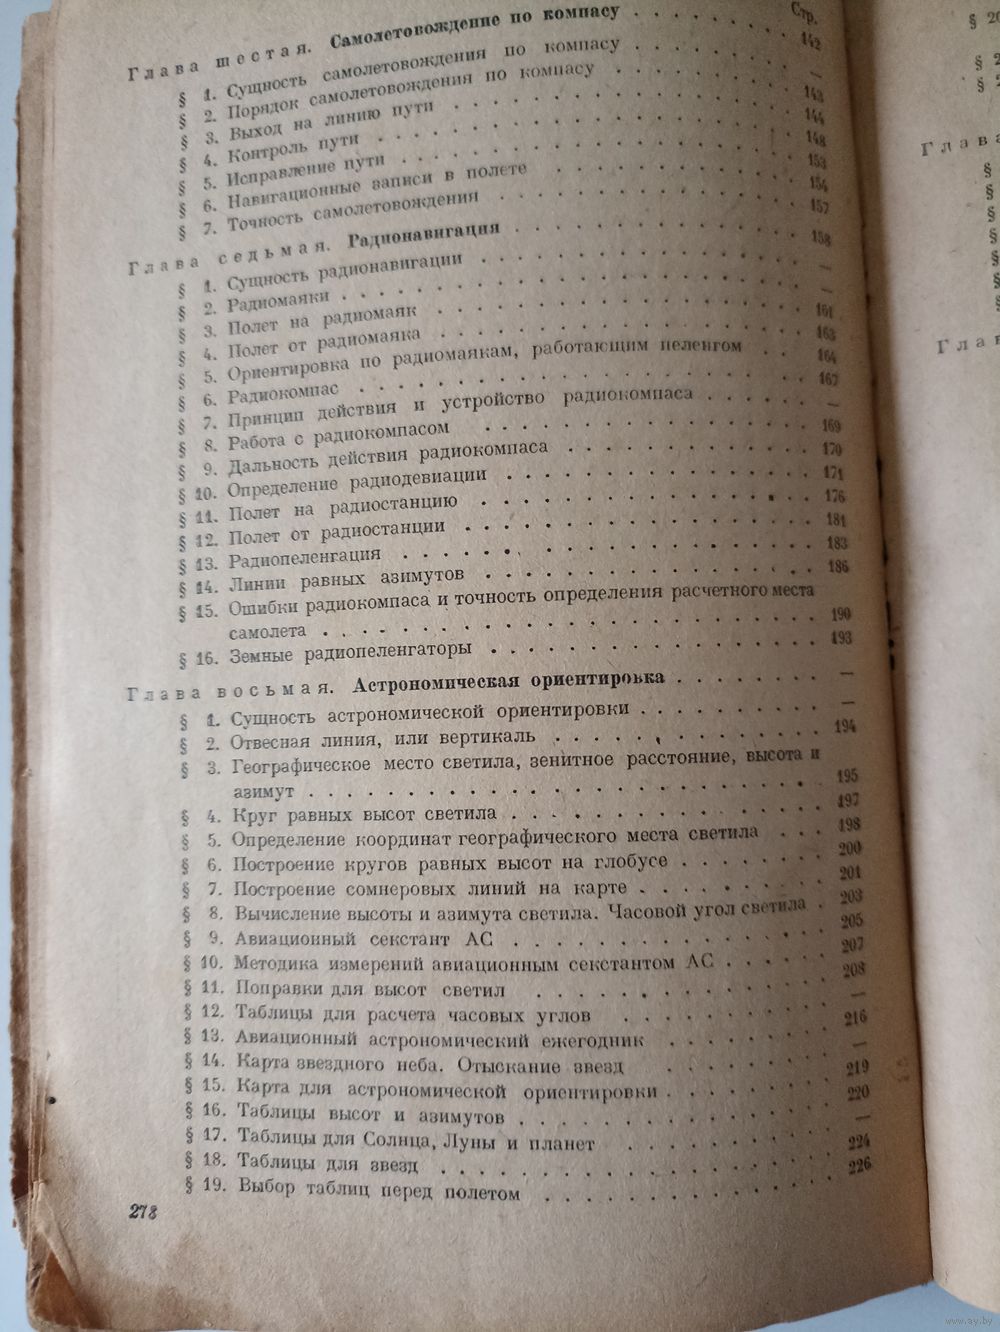 Стр.
Глава шестая. Самолетовождение по компасу . . . . . . . 142
§ 1. Сущность самолетовождения по компасу . . . . . . —
§ 2. Порядок самолетовождения по компасу . . . . . . 143
§ 3. Выход на линию пути . . . . . . . . . . . . 144
§ 4. Контроль пути . . . . . . . . . . . . . . 148
§ 5. Исправление пути . . . . . . . . . . . . . 153
§ 6. Навигационные записи в полете . . . . . . . . 154
§ 7. Точность самолетовождения . . . . . . . . . . 157
Глава седьмая. Радионавигация . . . . . . . . . . . 158
§ 1. Сущность радионавигации . . . . . . . . . . . —
§ 2. Радиомаяки . . . . . . . . . . . . . . . —
§ 3. Полет на радиомаяк . . . . . . . . . . . . 161
§ 4. Полет от радиомаяка . . . . . . . . . . . . 163
§ 5. Ориентировка по радиомаякам, работающим пеленгом . . 164
§ 6. Радиокомпас . . . . . . . . . . . . . . 167
§ 7. Принцип действия и устройство радиокомпаса . . . . . —
§ 8. Работа с радиокомпасом . . . . . . . . . . . 169
§ 9. Дальность действия радиокомпаса . . . . . . . . 170
§ 10. Определение радиодевиации . . . . . . . . . . 171
§ 11. Полет на радиостанцию . . . . . . . . . . . 176
§ 12. Полет от радиостанции . . . . . . . . . . . 181
§ 13. Радиопеленгация . . . . . . . . . . . . . 183
§ 14. Линии равных азимутов . . . . . . . . . . . 186
§ 15. Ошибки радиокомпаса и точность определения расчетного места
самолета . . . . . . . . . . . . . . . . 190
§ 16. Земные радиопеленгаторы . . . . . . . . . . . 193
Глава восьмая. Астрономическая ориентировка . . . . . . —
§ 1. Сущность астрономической ориентировки . . . . . . —
§ 2. Отвесная линия, или вертикаль . . . . . . . . . 194
§ 3. Географическое место светила, зенитное расстояние, высота и
азимут . . . . . . . . . . . . . . . . . 195
§ 4. Круг равных высот светила . . . . . . . . . . 197
§ 5. Определение координат географического места светила . . . 198
§ 6. Построение кругов равных высот на глобусе . . . . . 200
§ 7. Построение сомнеровых линий на карте . . . . . . 201
§ 8. Вычисление высоты и азимута светила. Часовой угол светила . 203
§ 9. Авиационный секстант АС . . . . . . . . . . 205
§ 10. Методика измерений авиационным секстантом АС . . . . 207
§ 11. Поправки для высот светил . . . . . . . . . . 208
§ 12. Таблицы для расчета часовых углов . . . . . . . —
§ 13. Авиационный астрономический ежегодник . . . . . . 216
§ 14. Карта звездного неба. Отыскание звезд . . . . . . —
§ 15. Карта для астрономической ориентировки . . . . . . 219
§ 16. Таблицы высот и азимутов . . . . . . . . . . 220
§ 17. Таблицы для Солнца, Луны и планет . . . . . . . —
§ 18. Таблицы для звезд . . . . . . . . . . . . 224
§ 19. Выбор таблиц перед полетом . . . . . . . . . 226
278
§ 20
§ 2
§ 2
Глава
§
§
§
§
§
§
§
Глав
www.ay.by